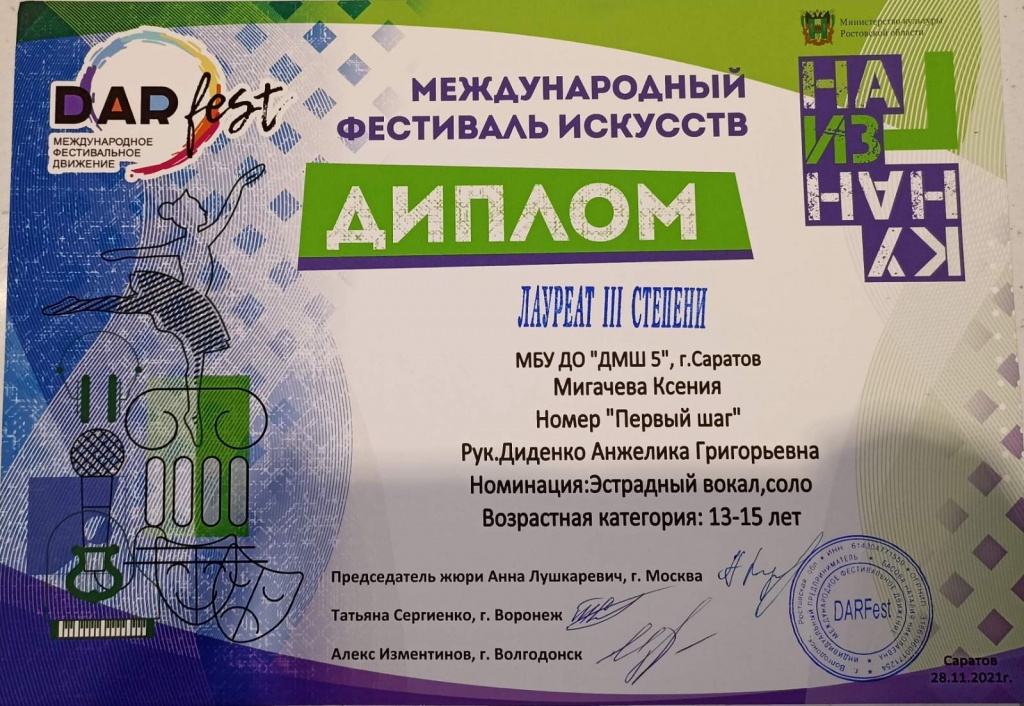 Министерство культуры
Ростовской области
DAR fest
МЕЖДУНАРОДНОЕ
ФЕСТИВАЛЬНОЕ
ДВИЖЕНИЕ
МЕЖДУНАРОДНЫЙ
ФЕСТИВАЛЬ ИСКУССТВ
НА
ИЗ
НАН
КУ
ДИПЛОМ
ЛАУРЕАТ III СТЕПЕНИ
МБУ ДО "ДМШ 5", г.Саратов
Мигачева Ксения
Номер "Первый шаг"
Рук.Диденко Анжелика Григорьевна
Номинация:Эстрадный вокал,соло
Возрастная категория: 13-15 лет
Председатель жюри Анна Лушкаревич, г. Москва
Татьяна Сергиенко, г. Воронеж
Алекс Изментинов, г. Волгодонск
DARFest
Саратов
28.11.2021г.